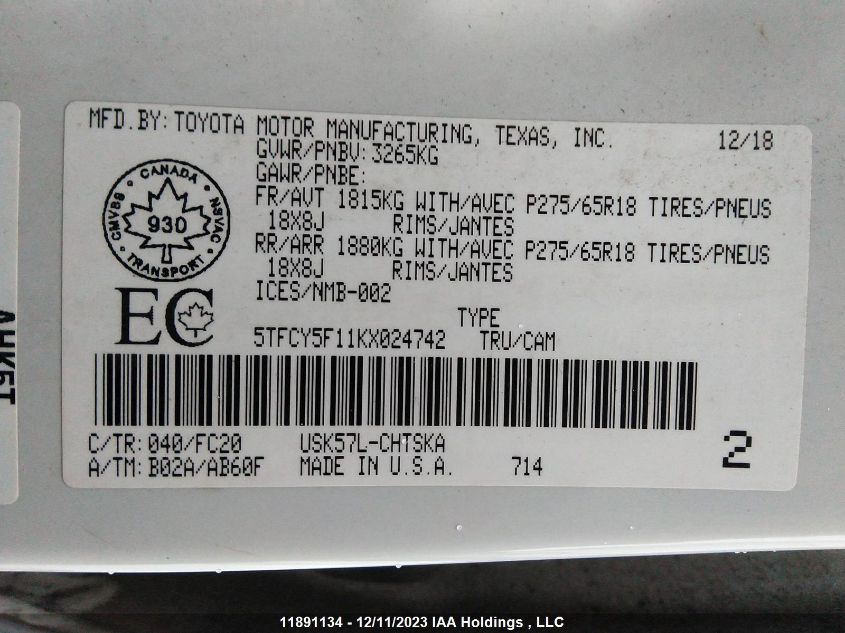 MFD. BY: TOYOTA MOTOR MANUFACTURING, TEXAS, INC. 12/18
GVWR/PNBV: 3265KG
GAWR/PNBE:
FR/AVT 1815KG WITH/AVEC P275/65R18 TIRES/PNEUS
18X8J RIMS/JANTES
RR/ARR 1880KG WITH/AVEC P275/65R18 TIRES/PNEUS
18X8J RIMS/JANTES
ICES/NMB-002
CANADA
CMVSS
NSVAC
930
TRANSPORT
EC
TYPE
5TFCY5F11KX024742 TRU/CAM
C/TR: 040/FC20 USK57L-CHTSKA
A/TM: B02A/AB60F MADE IN U.S.A. 714
2
11891134 - 12/11/2023 IAA Holdings , LLC